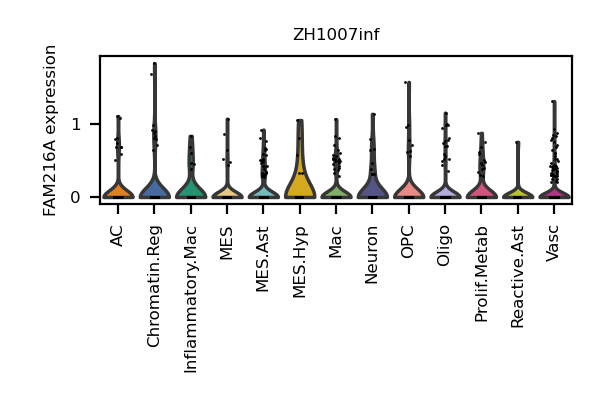 ZH1007inf
FAM216A expression
1
0
AC
Chromatin.Reg
Inflammatory.Mac
MES
MES.Ast
MES.Hyp
Mac
Neuron
OPC
Oligo
Prolif.Metab
Reactive.Ast
Vasc